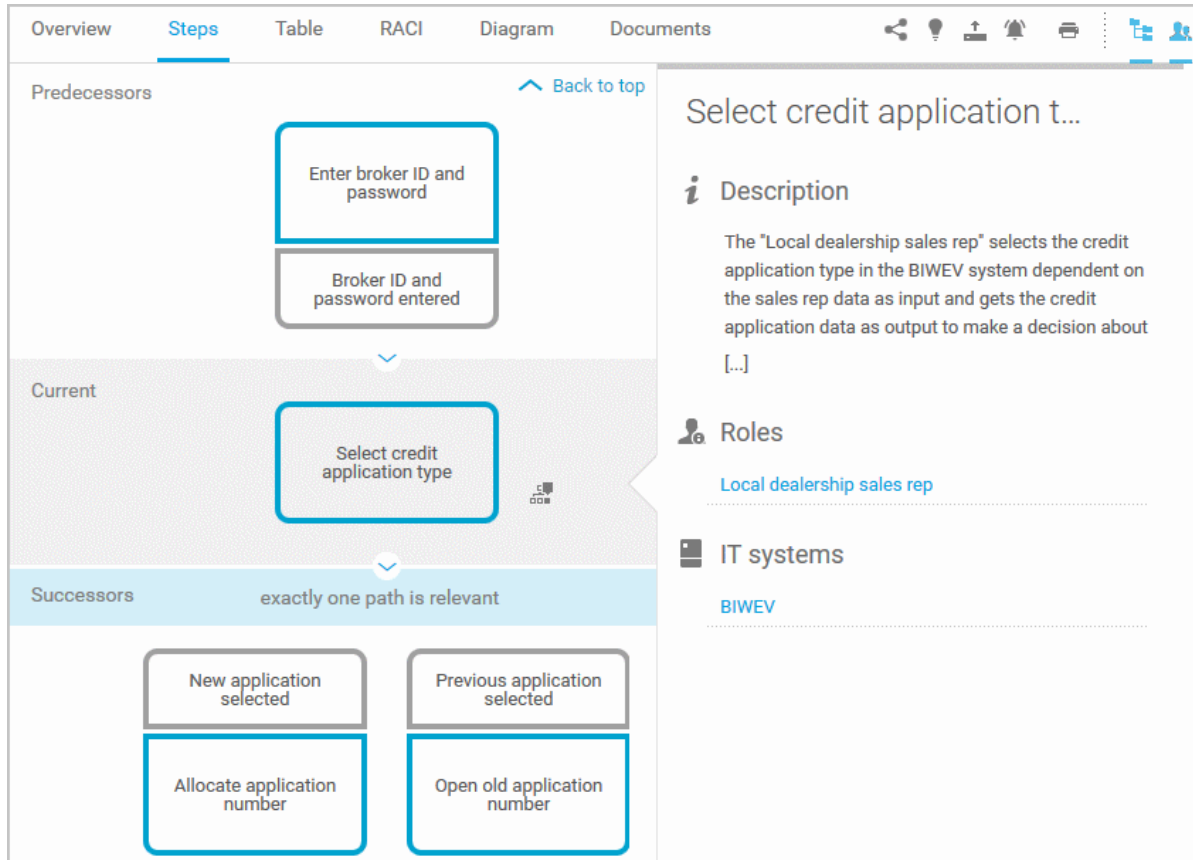 Overview Steps Table RACI Diagram Documents
Predecessors
Back to top
Enter broker ID and
password
Broker ID and
password entered
Current
Select credit
application type
Successors
exactly one path is relevant
New application
selected
Previous application
selected
Allocate application
number
Open old application
number
Select credit application t...
Description
The "Local dealership sales rep" selects the credit
application type in the BIWEV system dependent on
the sales rep data as input and gets the credit
application data as output to make a decision about
[...]
Roles
Local dealership sales rep
IT systems
BIWEV